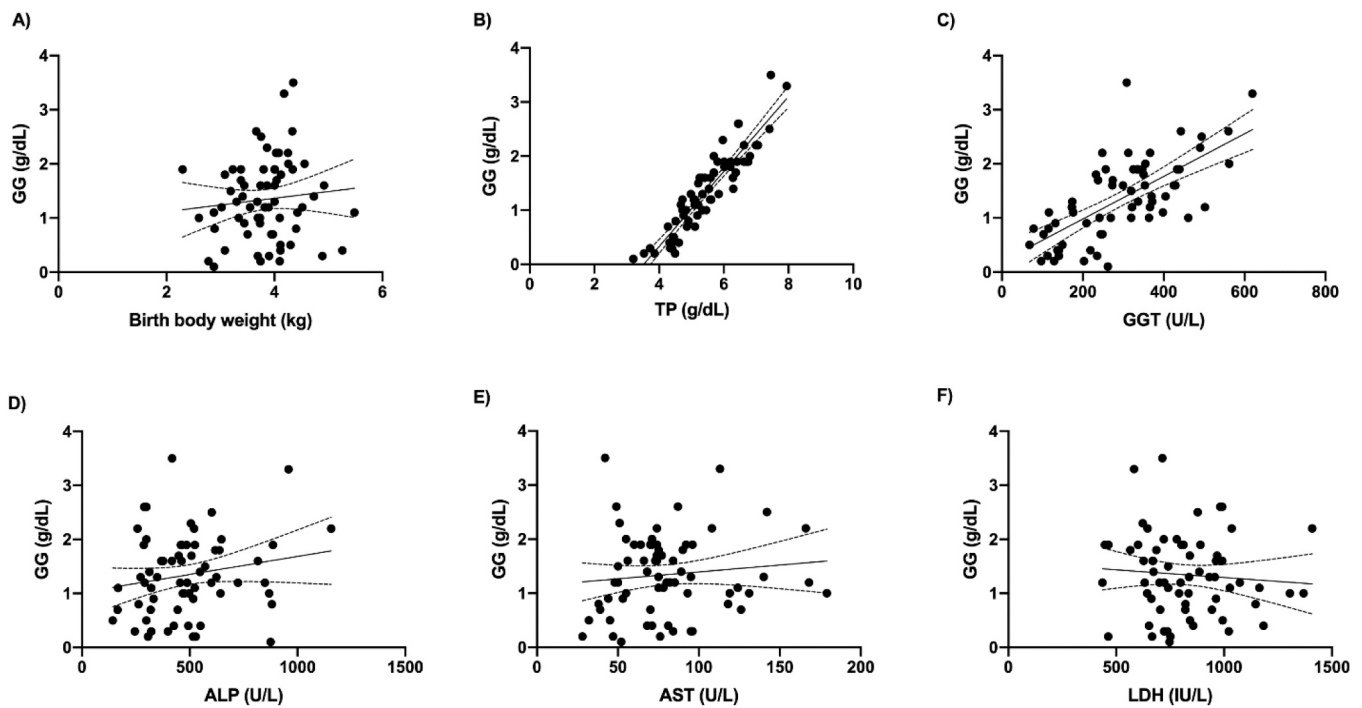 A)
GG (g/dL)
4
3
2
1
0
0 2 4 6
Birth body weight (kg)
B)
GG (g/dL)
4
3
2
1
0
0 2 4 6 8 10
TP (g/dL)
C)
GG (g/dL)
4
3
2
1
0
0 200 400 600 800
GGT (U/L)
D)
GG (g/dL)
4
3
2
1
0
0 500 1000 1500
ALP (U/L)
E)
GG (g/dL)
4
3
2
1
0
0 50 100 150 200
AST (U/L)
F)
GG (g/dL)
4
3
2
1
0
0 500 1000 1500
LDH (IU/L)